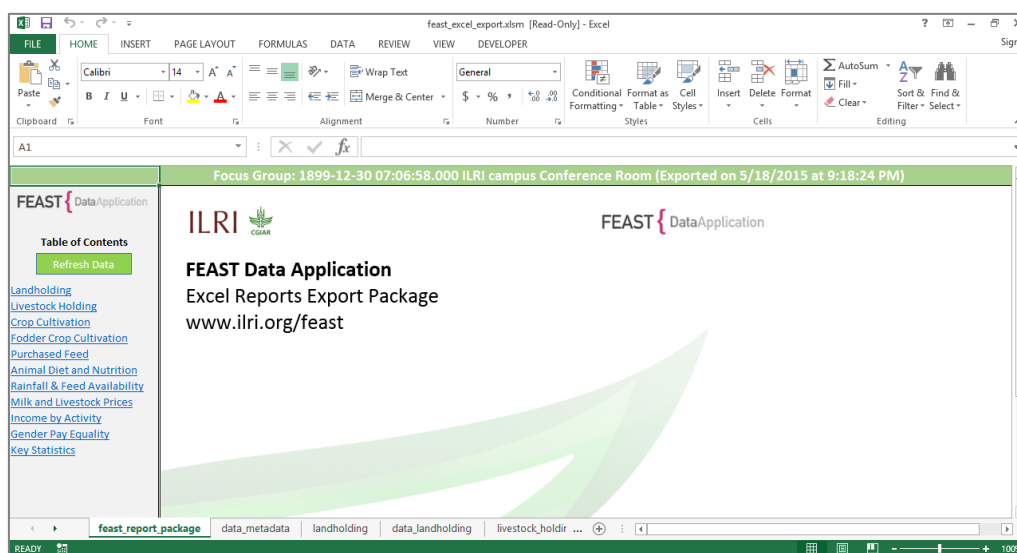 feast_excel_export.xlsm [Read-Only] - Excel
FILE HOME INSERT PAGE LAYOUT FORMULAS DATA REVIEW VIEW DEVELOPER Sign
Calibri 14 A A Wrap Text General AutoSum
Fill
Clear
Paste B I U A Merge & Center $ % , Conditional Formatting Format as Table Cell Styles Insert Delete Format Sort & Filter Find & Select
Clipboard Font Alignment Number Styles Cells Editing
A1 fx
Focus Group: 1899-12-30 07:06:58.000 ILRI campus Conference Room (Exported on 5/18/2015 at 9:18:24 PM)
FEAST { DataApplication
Table of Contents
Refresh Data
Landholding
Livestock Holding
Crop Cultivation
Fodder Crop Cultivation
Purchased Feed
Animal Diet and Nutrition
Rainfall & Feed Availability
Milk and Livestock Prices
Income by Activity
Gender Pay Equality
Key Statistics
ILRI
CGIAR
FEAST { DataApplication
FEAST Data Application
Excel Reports Export Package
www.ilri.org/feast
feast_report_package data_metadata landholding data_landholding livestock_holdir ...
READY 100%